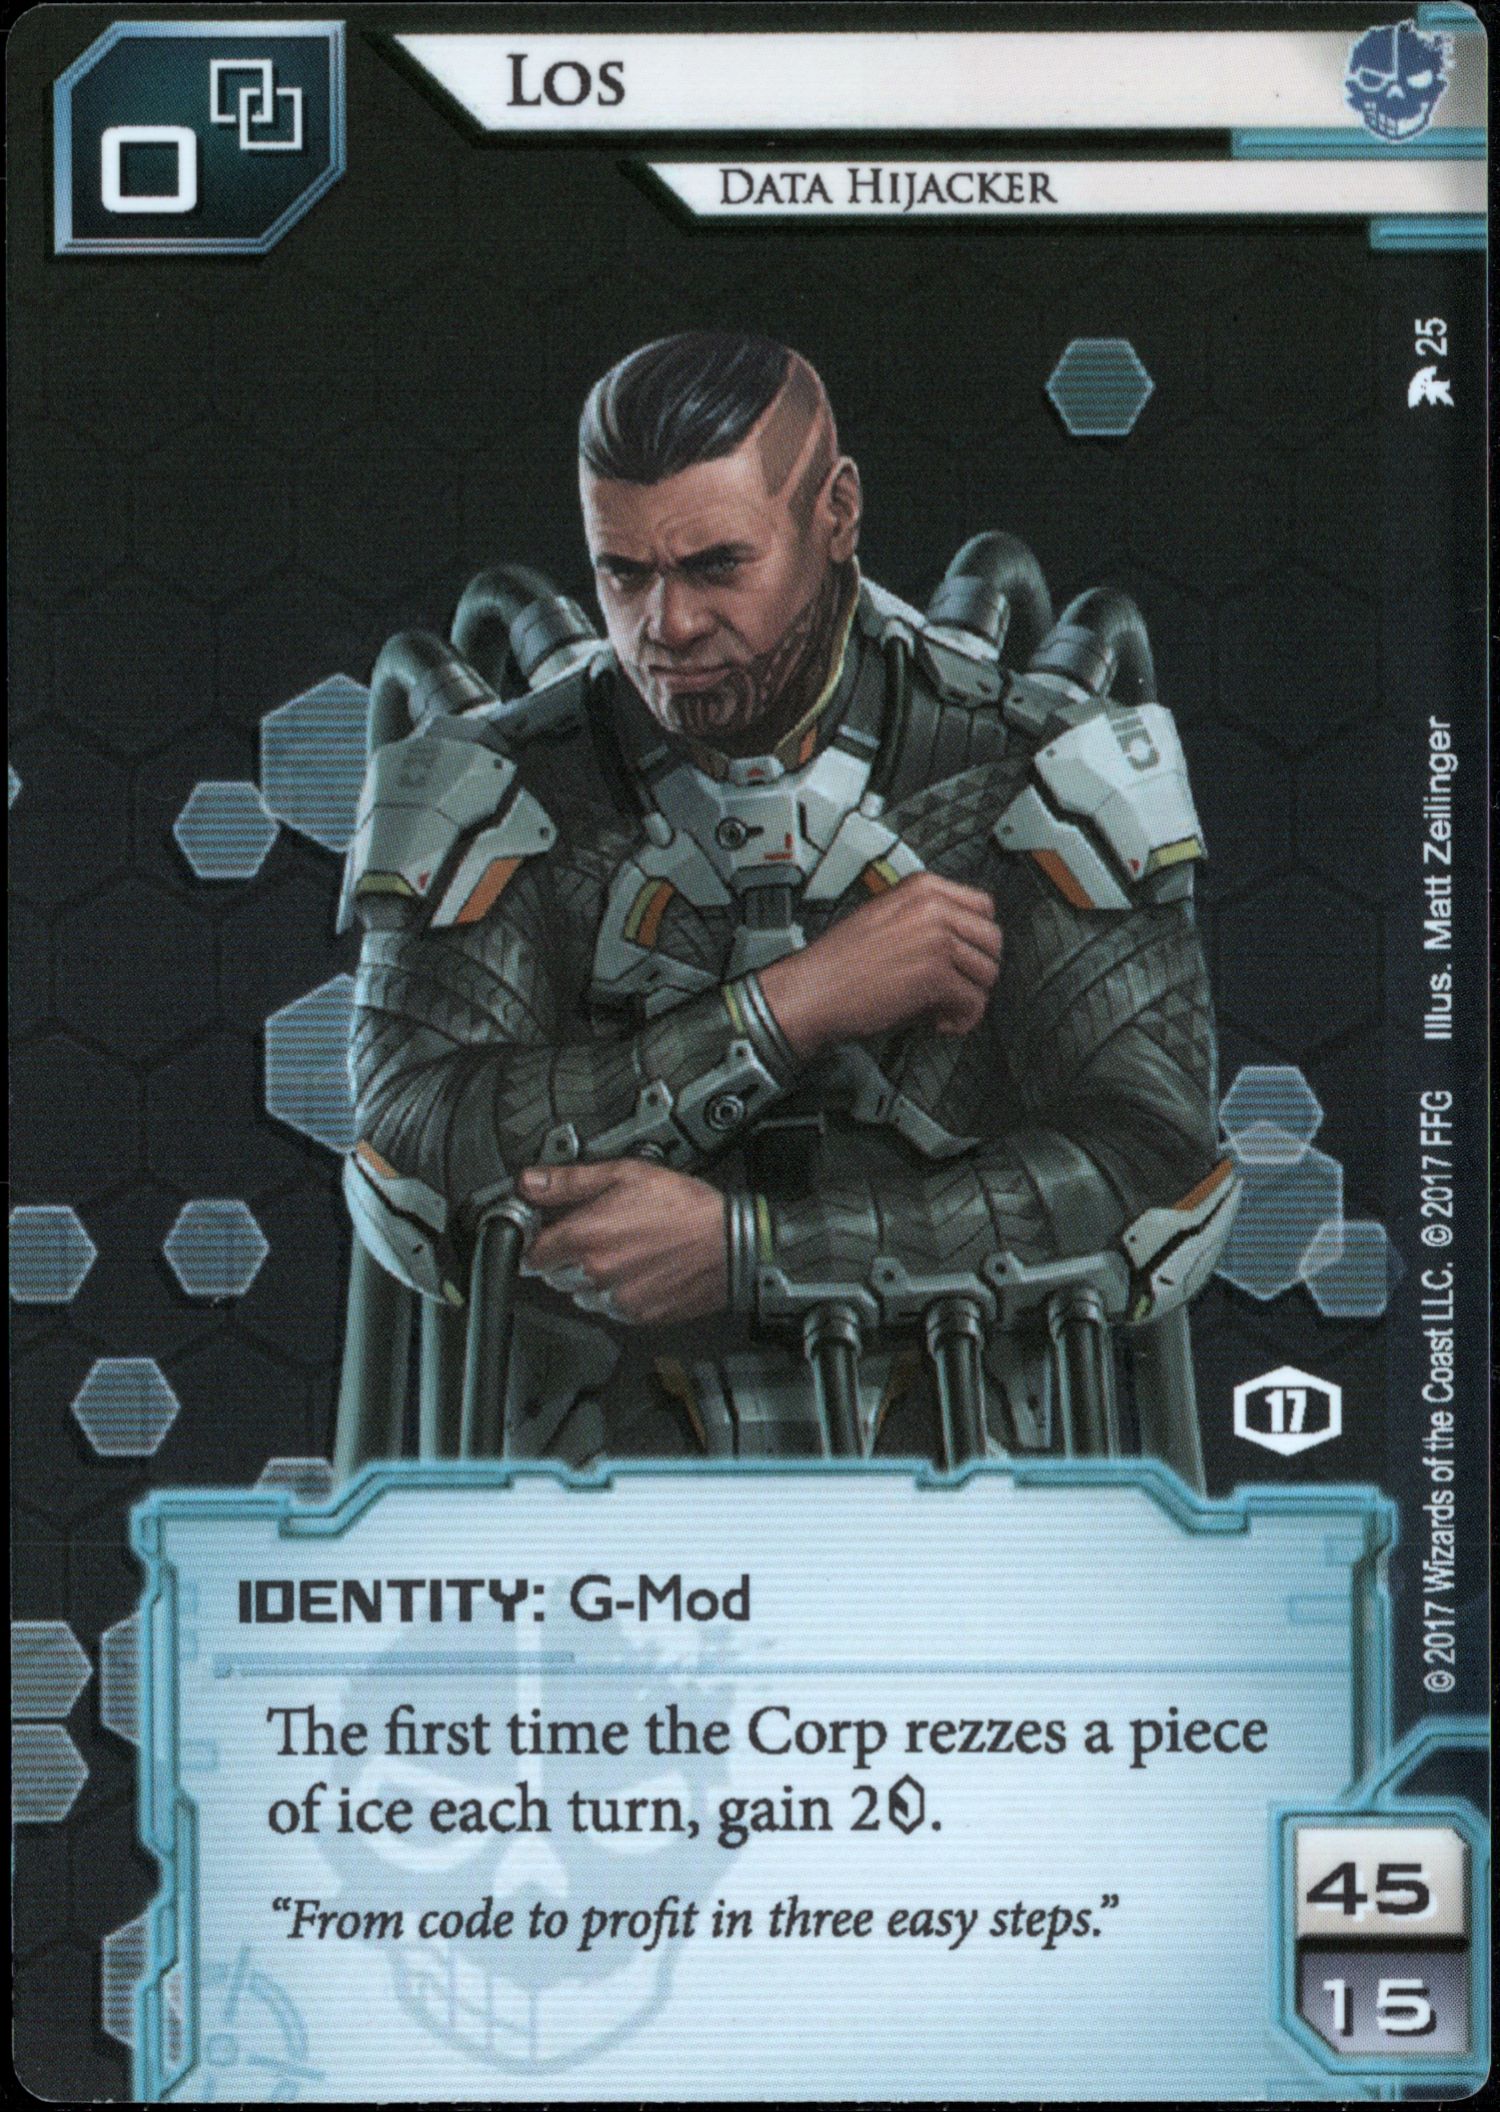 0
Los
Data Hijacker
25
Illus. Matt Zeilinger
© 2017 Wizards of the Coast LLC. © 2017 FFG
17
IDENTITY: G-Mod
The first time the Corp rezzes a piece
of ice each turn, gain 2.
“From code to profit in three easy steps.”
45
15